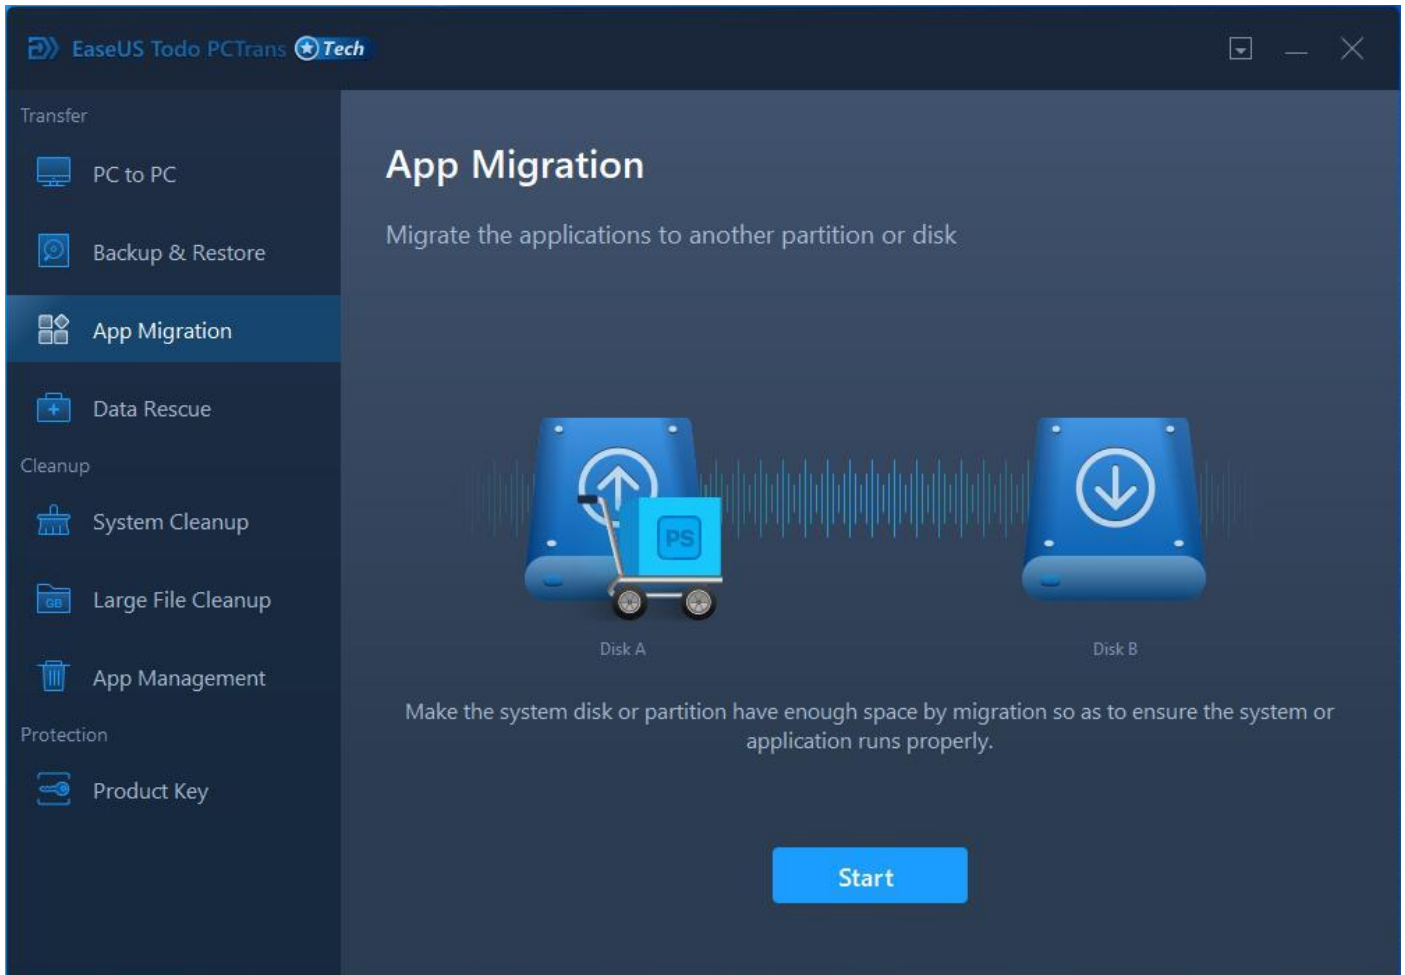 EaseUS Todo PCTrans Tech
Transfer
PC to PC
Backup & Restore
App Migration
Data Rescue
Cleanup
System Cleanup
GB
Large File Cleanup
App Management
Protection
Product Key
App Migration
Migrate the applications to another partition or disk
PS
Disk A
Disk B
Make the system disk or partition have enough space by migration so as to ensure the system or
application runs properly.
Start